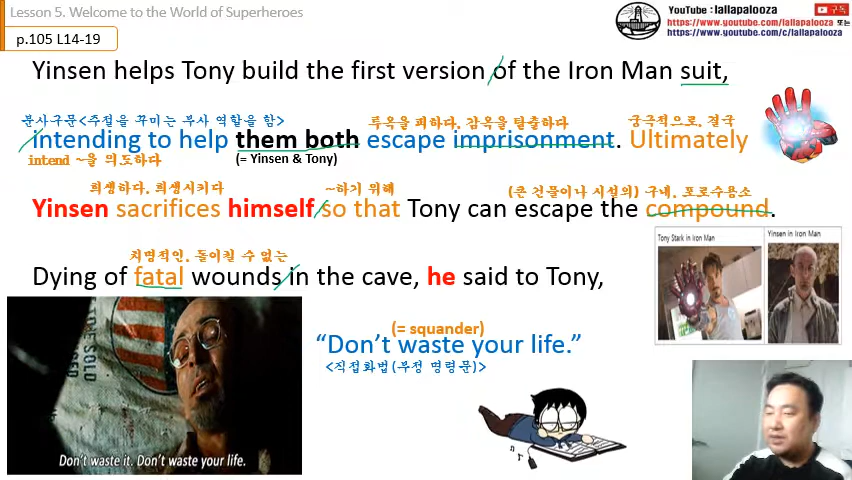 Lesson 5. Welcome to the World of Superheroes
YouTube : lallapalooza 구독
https://www.youtube.com/lallapalooza 또는
https://www.youtube.com/c/lallapalooza
p.105 L14-19
Yinsen helps Tony build the first version of the Iron Man suit,
분사구문<주절을 꾸미는 부사 역할을 함> 투옥을 피하다. 감옥을 탈출하다 궁극적으로. 결국
intending to help them both escape imprisonment. Ultimately
intend ~을 의도하다 (= Yinsen & Tony)
희생하다. 희생시키다 ~하기 위해 (큰 건물이나 시설의) 구내. 포로수용소
Yinsen sacrifices himself so that Tony can escape the compound.
Tony Stark in Iron Man Yinsen in Iron Man
치명적인. 돌이킬 수 없는
Dying of fatal wounds in the cave, he said to Tony,
(= squander)
“Don’t waste your life.”
<직접화법(부정 명령문)>
Don't waste it. Don't waste your life.